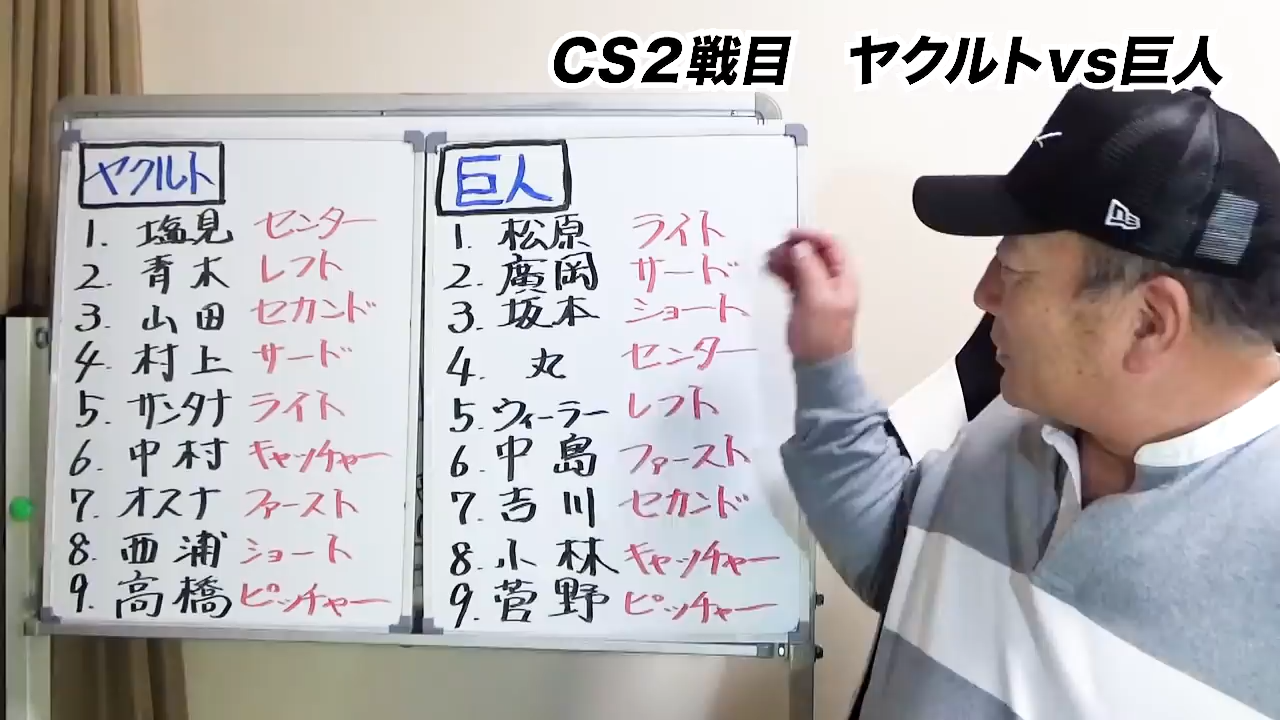 CS2戦目 ヤクルトvs巨人
ヤクルト
1. 塩見 センター
2. 青木 レフト
3. 山田 セカンド
4. 村上 サード
5. サンタナ ライト
6. 中村 キャッチャー
7. オスナ ファースト
8. 西浦 ショート
9. 高橋 ピッチャー
巨人
1. 松原 ライト
2. 廣岡 サード
3. 坂本 ショート
4. 丸 センター
5. ウィーラー レフト
6. 中島 ファースト
7. 吉川 セカンド
8. 小林 キャッチャー
9. 菅野 ピッチャー